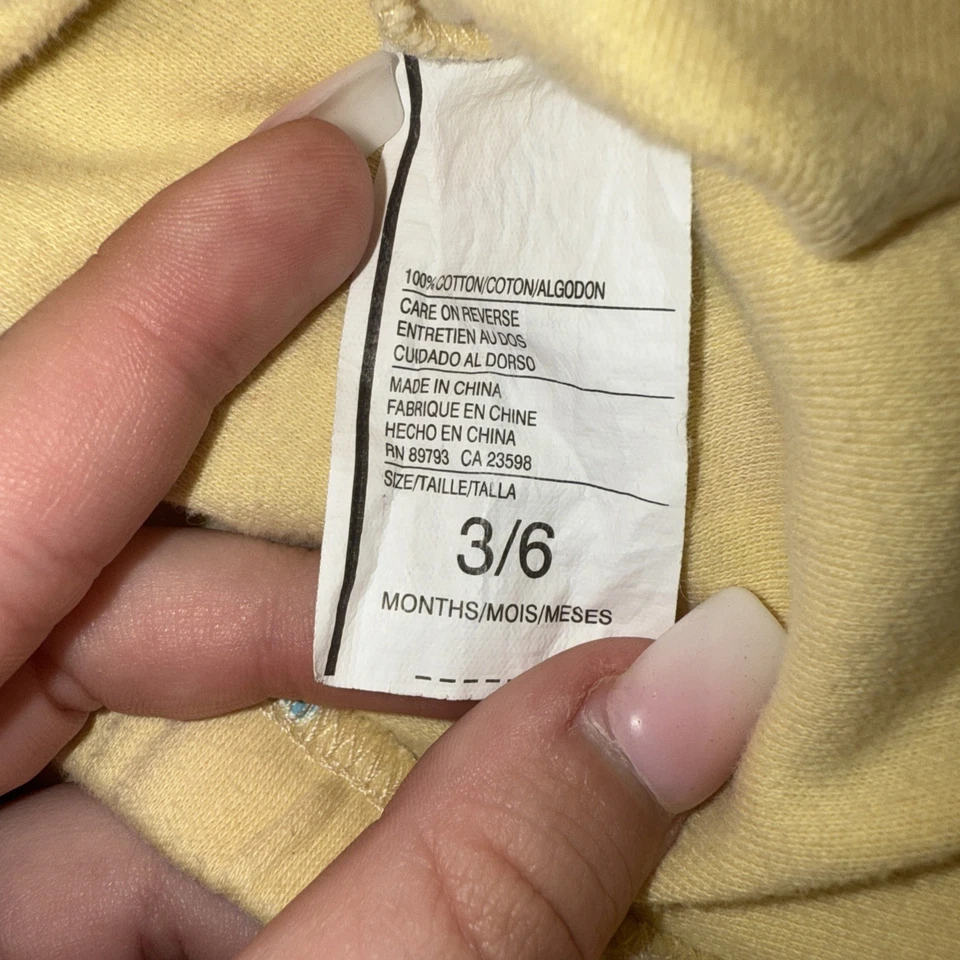 100% COTTON/COTON/ALGODON
CARE ON REVERSE
ENTRETIEN AU DOS
CUIDADO AL DORSO
MADE IN CHINA
FABRIQUE EN CHINE
HECHO EN CHINA
RN 89793 CA 23598
SIZE/TAILLE/TALLA
3/6
MONTHS/MOIS/MESES